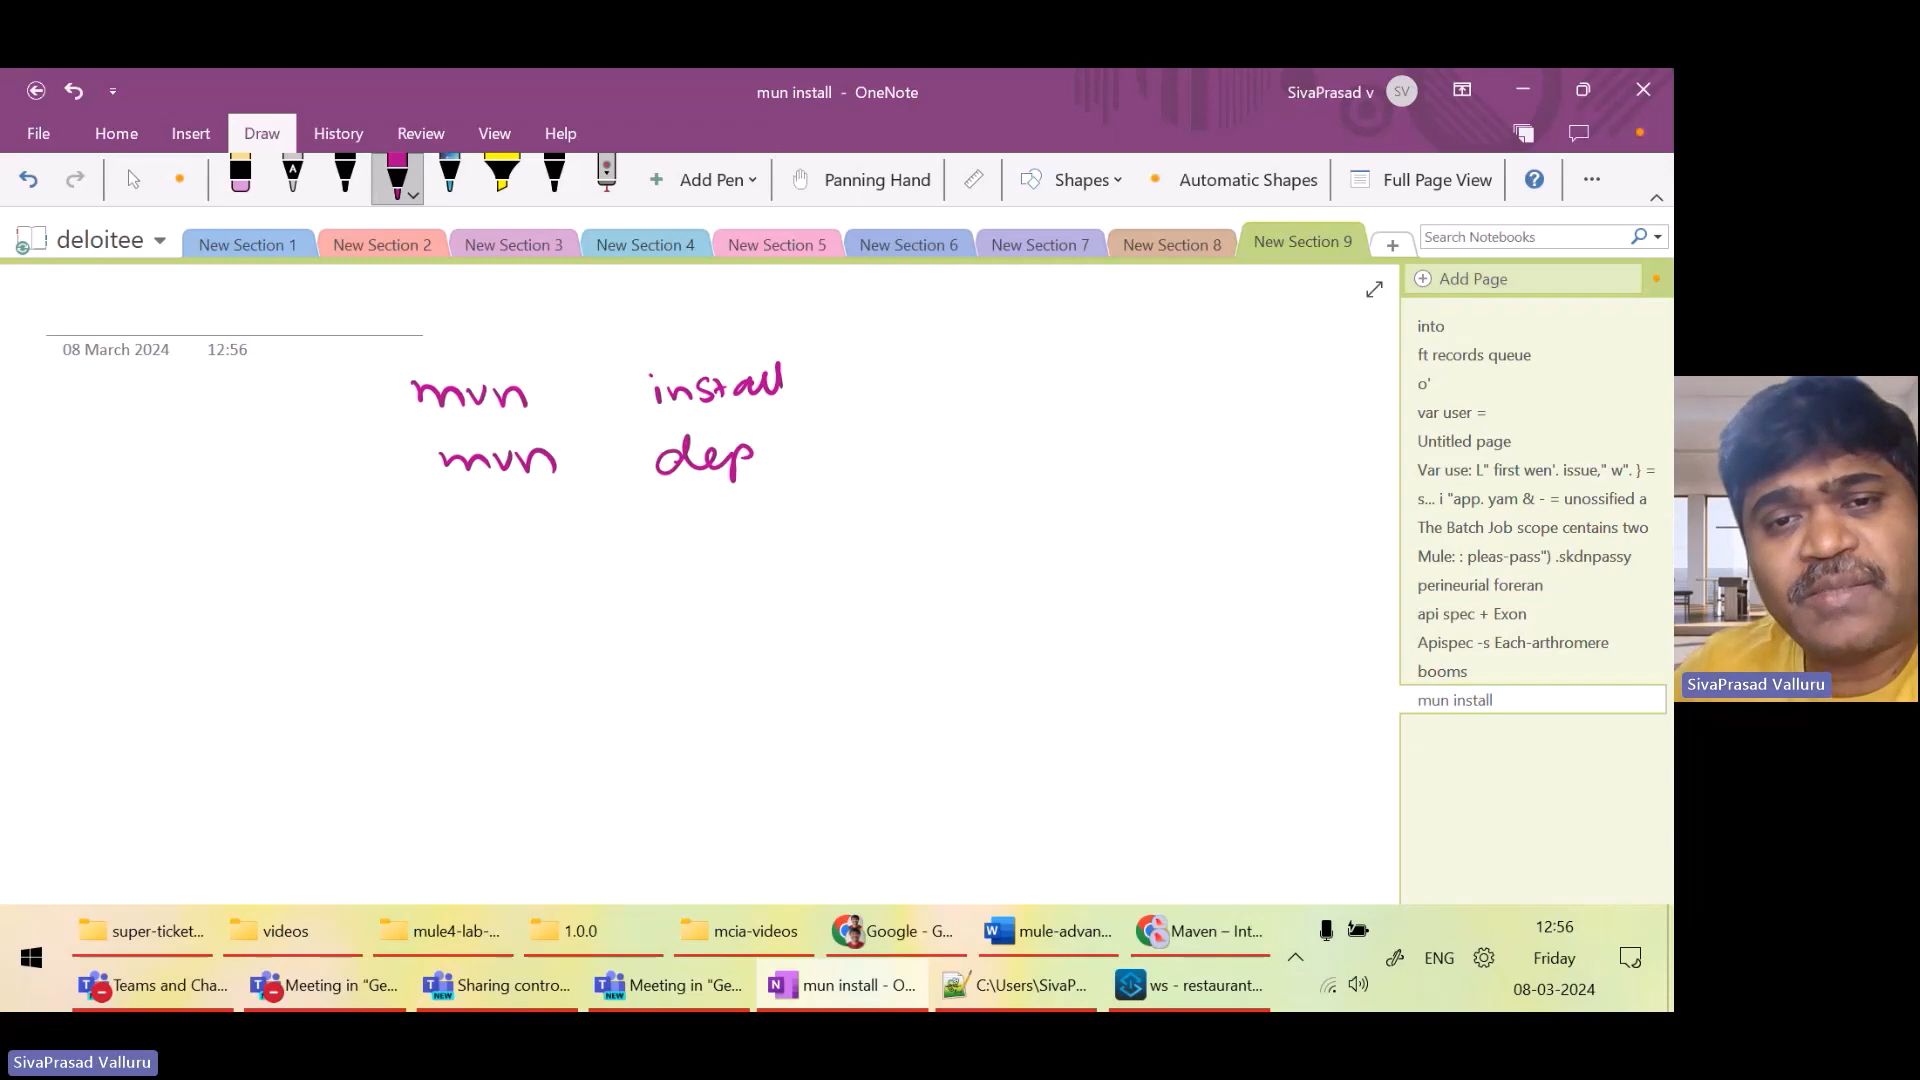 mun install - OneNote
SivaPrasad v
SV
File
Home
Insert
Draw
History
Review
View
Help
A
Add Pen
Panning Hand
Shapes
Automatic Shapes
Full Page View
?
deloitee
New Section 1
New Section 2
New Section 3
New Section 4
New Section 5
New Section 6
New Section 7
New Section 8
New Section 9
Search Notebooks
Add Page
08 March 2024 12:56
mvn install
mvn dep
into
ft records queue
o'
var user =
Untitled page
Var use: L" first wen'. issue," w". } =
s... i "app. yam & - = unossified a
The Batch Job scope centains two
Mule: : pleas-pass") .skdnpassy
perineurial foreran
api spec + Exon
Apispec -s Each-arthromere
booms
mun install
SivaPrasad Valluru
super-ticket...
videos
mule4-lab-...
1.0.0
mcia-videos
Google - G...
mule-advan...
Maven – Int...
Teams and Cha...
Meeting in "Ge...
Sharing contro...
Meeting in "Ge...
mun install - O...
C:\Users\SivaP...
ws - restaurant...
ENG
12:56
Friday
08-03-2024
SivaPrasad Valluru